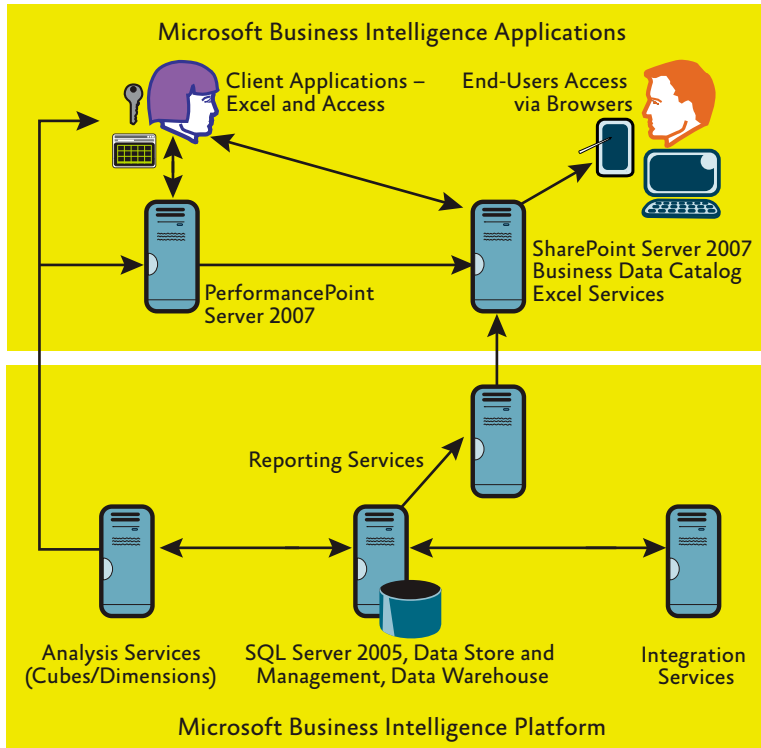 Microsoft Business Intelligence Applications
Client Applications –
Excel and Access
End-Users Access
via Browsers
PerformancePoint
Server 2007
SharePoint Server 2007
Business Data Catalog
Excel Services
Reporting Services
Analysis Services
(Cubes/Dimensions)
SQL Server 2005, Data Store and
Management, Data Warehouse
Integration
Services
Microsoft Business Intelligence Platform